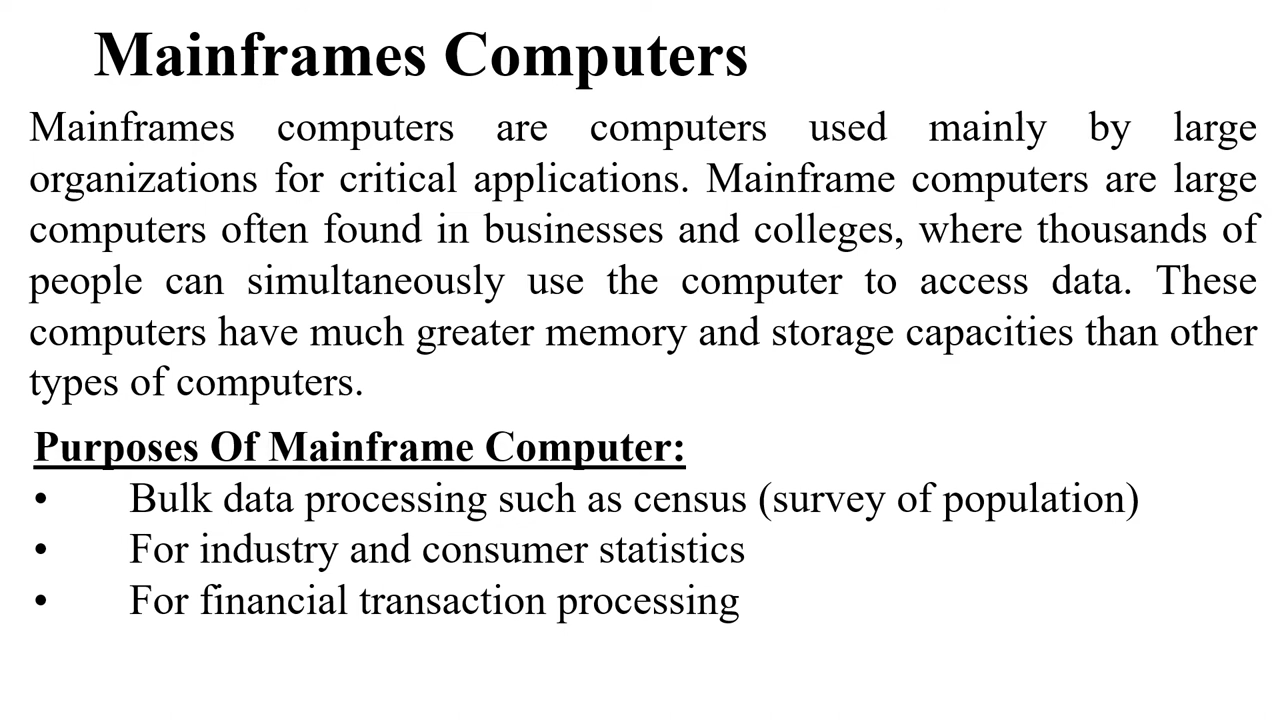 Mainframes Computers
Mainframes computers are computers used mainly by large
organizations for critical applications. Mainframe computers are large
computers often found in businesses and colleges, where thousands of
people can simultaneously use the computer to access data. These
computers have much greater memory and storage capacities than other
types of computers.
Purposes Of Mainframe Computer:
• Bulk data processing such as census (survey of population)
• For industry and consumer statistics
• For financial transaction processing